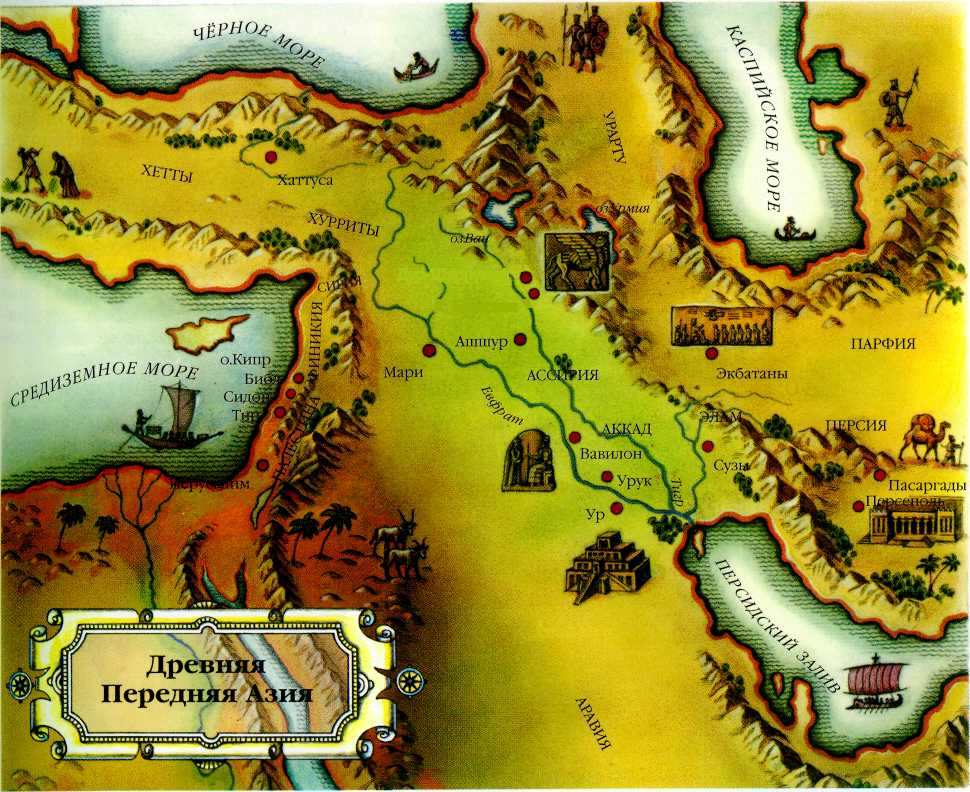 ЧЁРНОЕ МОРЕ
КАСПИЙСКОЕ МОРЕ
УРАРТУ
ХЕТТЫ
Хаттуса
ХУРРИТЫ
оз.Ван
оз.Урмия
СИРИЯ
ФИНИКИЯ
СРЕДИЗЕМНОЕ МОРЕ
о.Кипр
Библ
Сидон
Тир
ПАЛЕСТИНА
Иерусалим
Мари
Ашшур
АССИРИЯ
Евфрат
АККАД
Вавилон
Урук
Ур
Тигр
ЭЛАМ
Сузы
Экбатаны
ПАРФИЯ
ПЕРСИЯ
Пасаргады
Персеполь
ПЕРСИДСКИЙ ЗАЛИВ
АРАВИЯ
Древняя
Передняя Азия